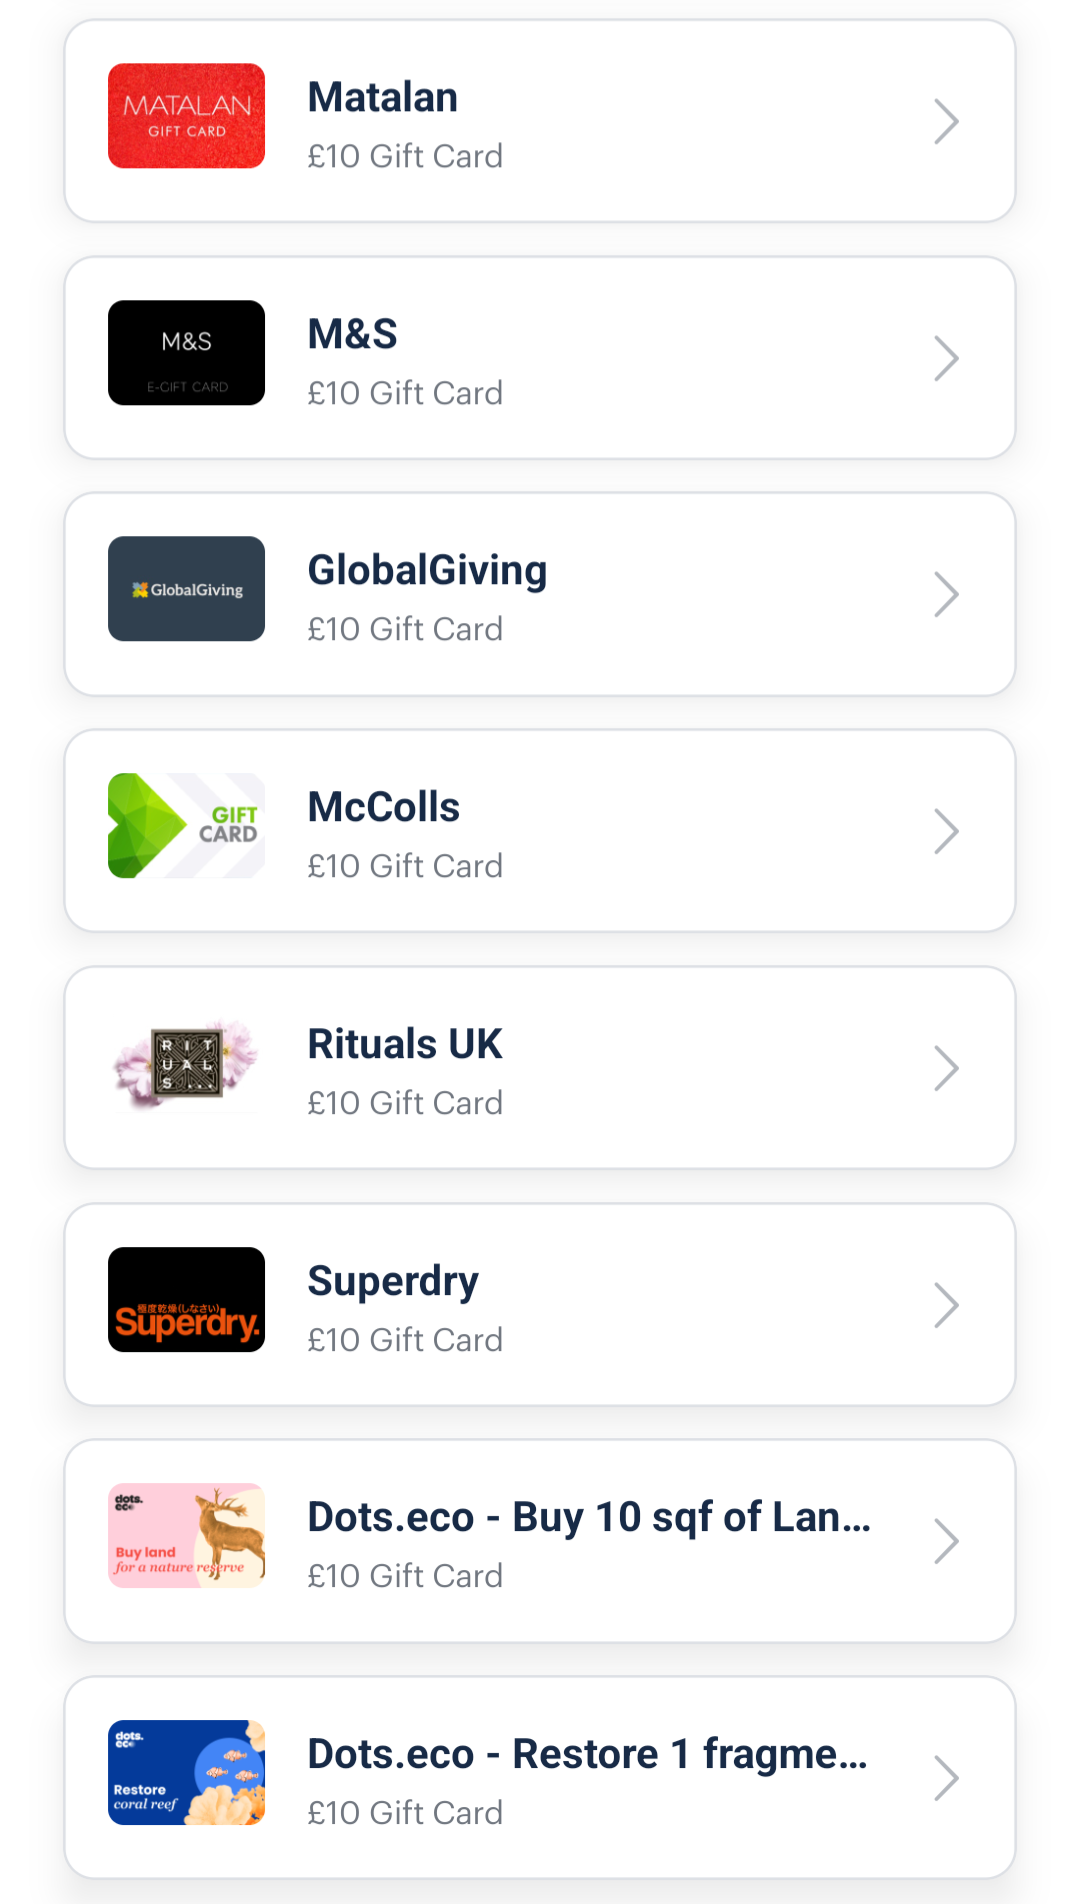 MATALAN
GIFT CARD
Matalan
£10 Gift Card
M&S
E-GIFT CARD
M&S
£10 Gift Card
GlobalGiving
GlobalGiving
£10 Gift Card
GIFT
CARD
McColls
£10 Gift Card
RIT
UAL
S...
Rituals UK
£10 Gift Card
極度乾燥(しなさい)
Superdry.
Superdry
£10 Gift Card
dots.
eco
Buy land
for a nature reserve
Dots.eco - Buy 10 sqf of Lan...
£10 Gift Card
dots.
eco
Restore
coral reef
Dots.eco - Restore 1 fragme...
£10 Gift Card